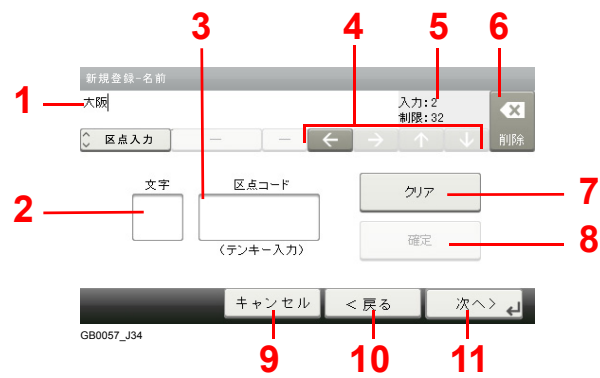 3
4
5
6
新規登録-名前
1
大阪
入力:2
制限:32
区点入力
－
－
←
→
↑
↓
削除
文字
区点コード
クリア
7
2
(テンキー入力)
確定
8
キャンセル
<戻る
次へ>
GB0057_J34
9
10
11